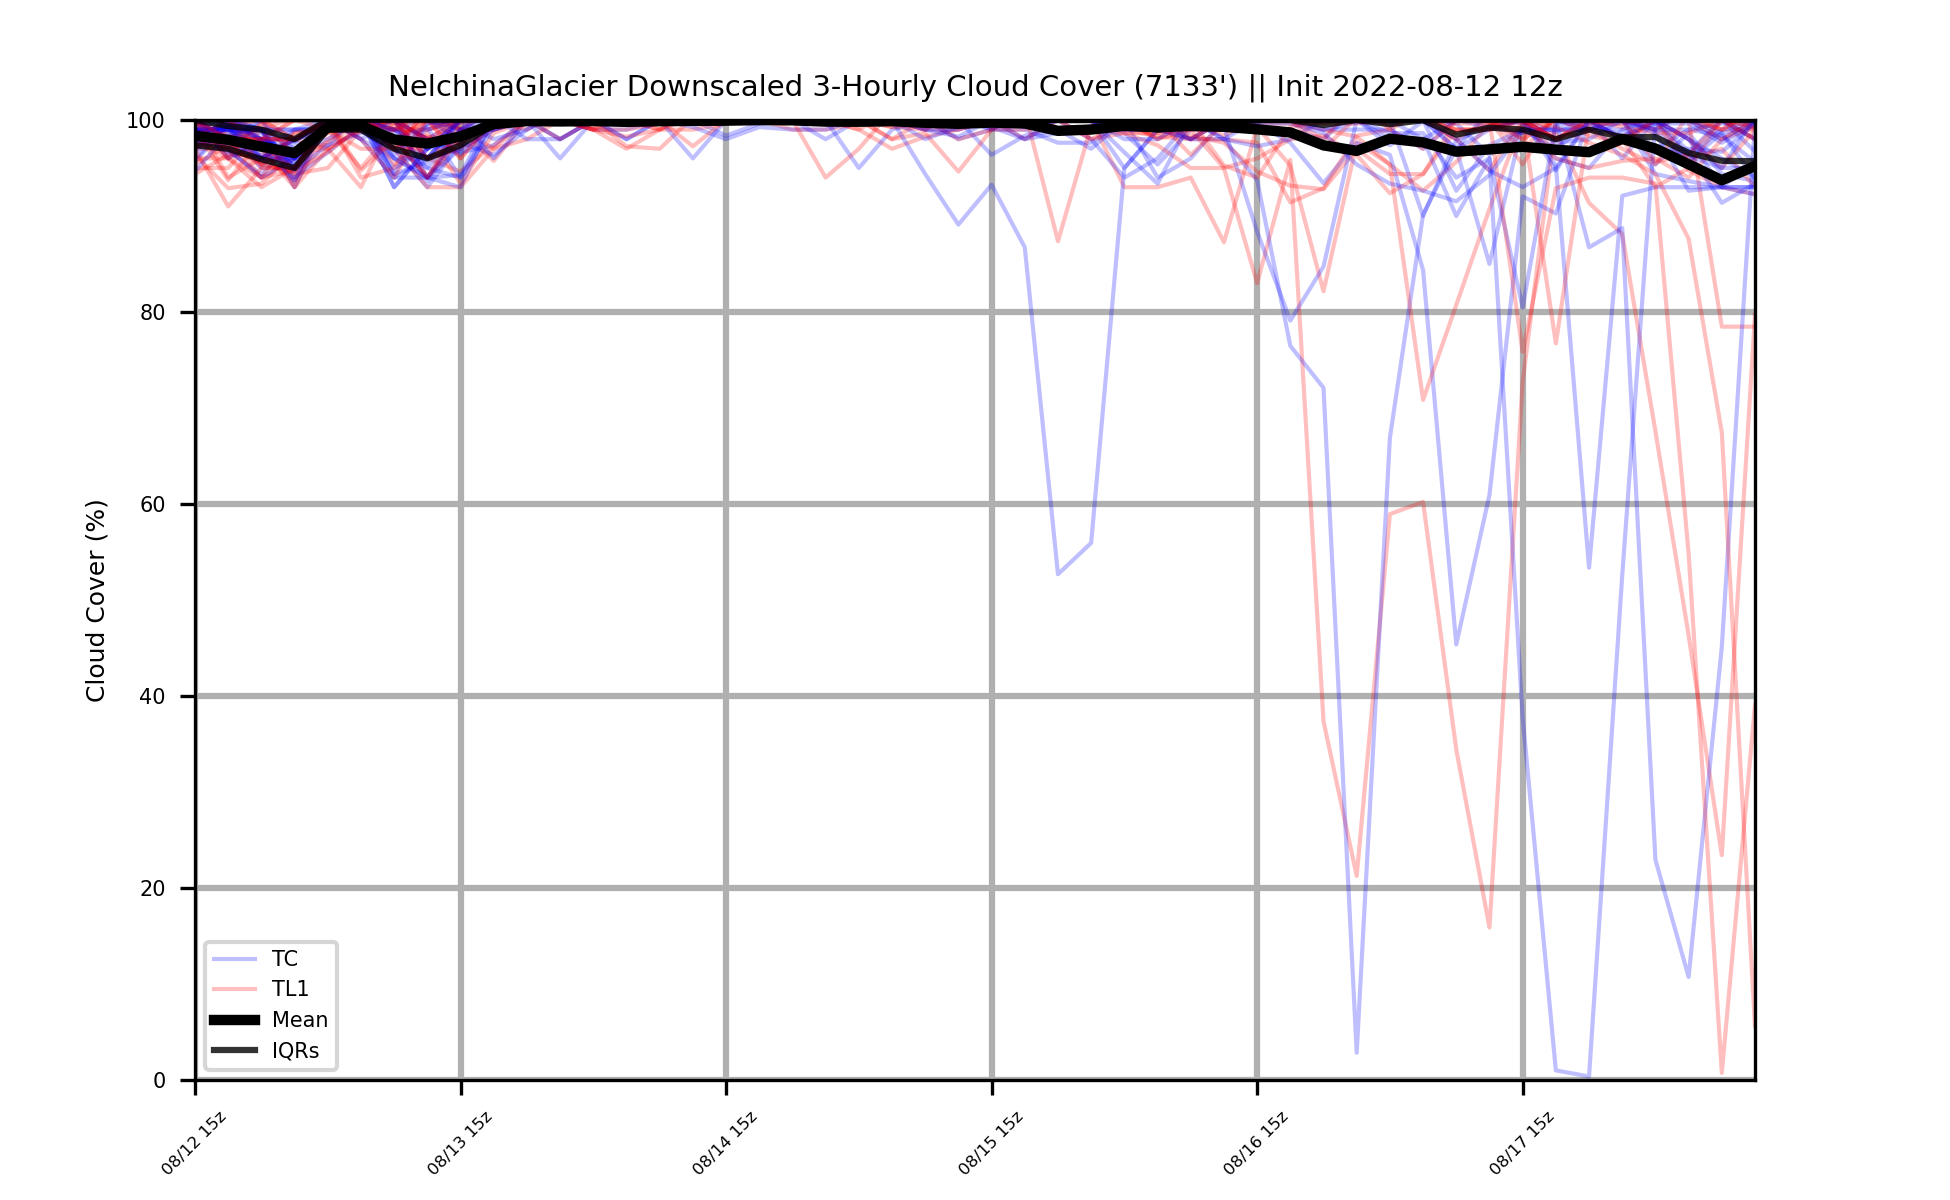 NelchinaGlacier Downscaled 3-Hourly Cloud Cover (7133') || Init 2022-08-12 12z
100
80
60
40
20
0
Cloud Cover (%)
TC
TL1
Mean
IQRs
08/12 15z
08/13 15z
08/14 15z
08/15 15z
08/16 15z
08/17 15z